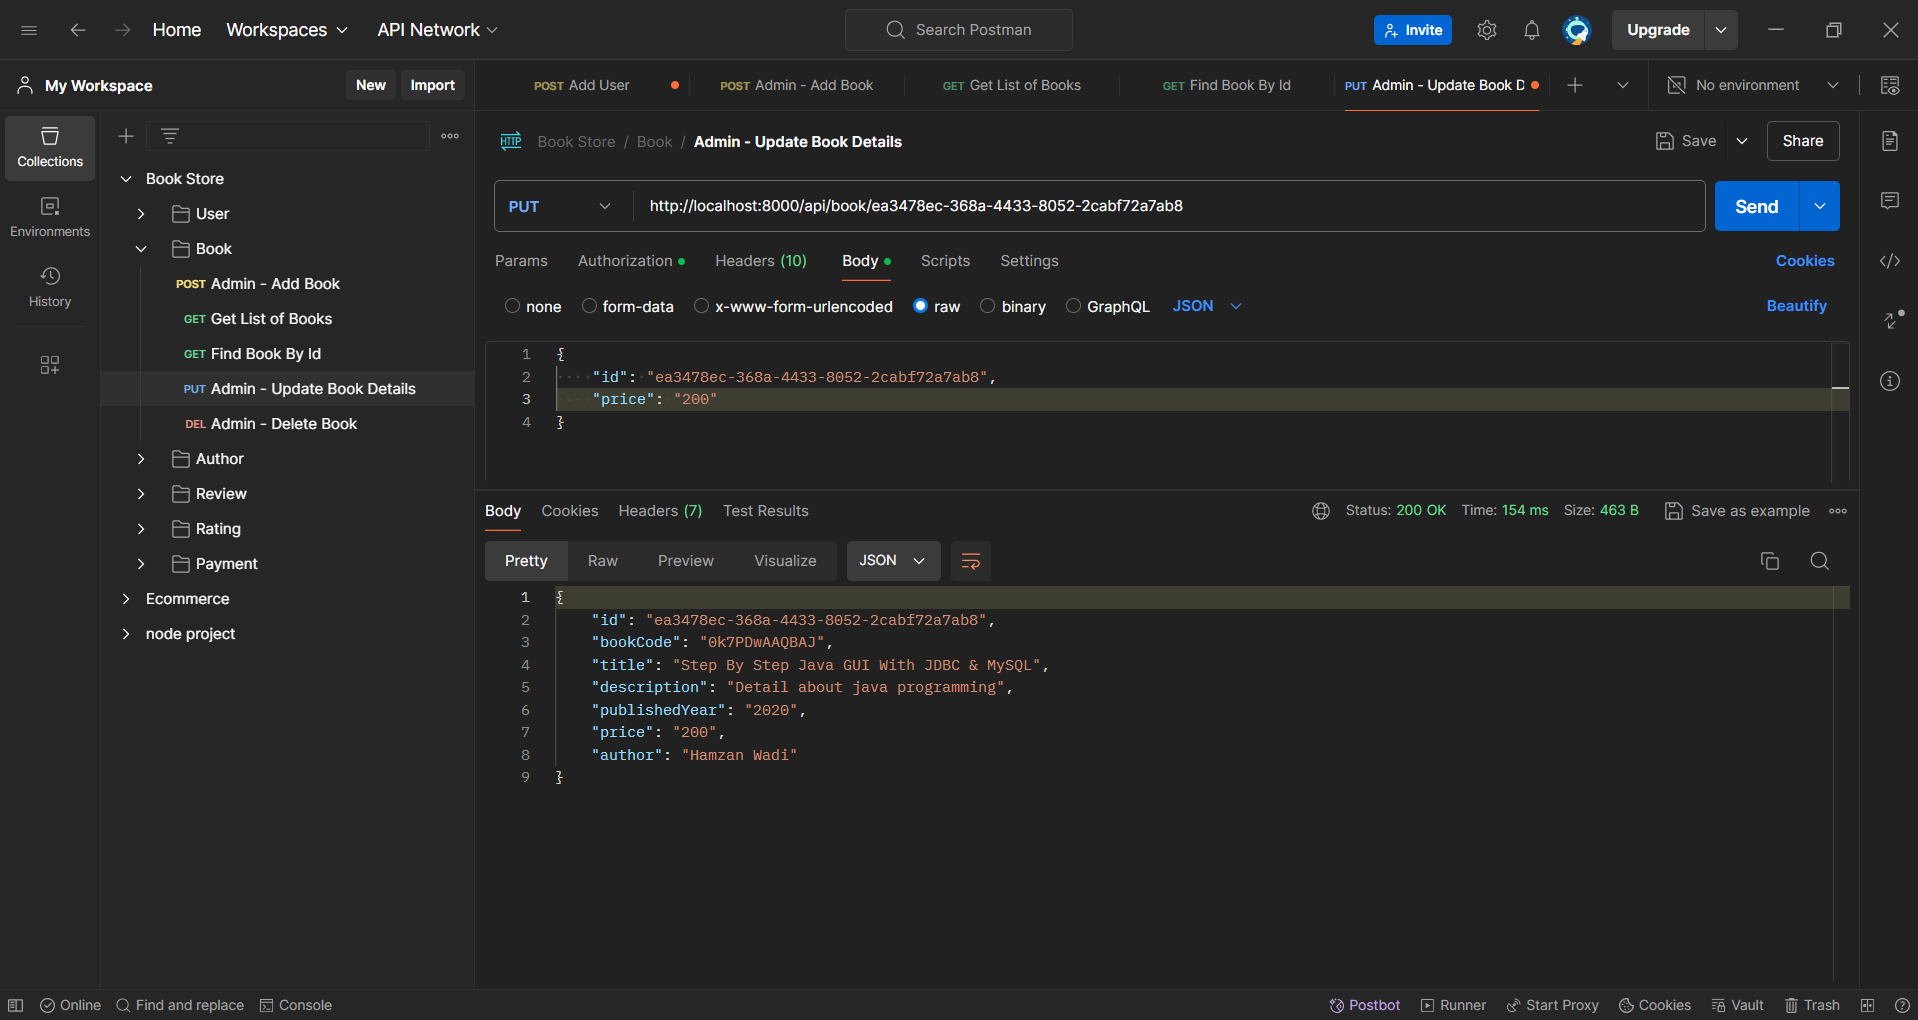 Home Workspaces API Network Search Postman Invite Upgrade
My Workspace New Import POST Add User POST Admin - Add Book GET Get List of Books GET Find Book By Id PUT Admin - Update Book D No environment
Collections
Environments
History
Book Store
User
Book
POST Admin - Add Book
GET Get List of Books
GET Find Book By Id
PUT Admin - Update Book Details
DEL Admin - Delete Book
Author
Review
Rating
Payment
Ecommerce
node project
HTTP Book Store / Book / Admin - Update Book Details Save Share
PUT http://localhost:8000/api/book/ea3478ec-368a-4433-8052-2cabf72a7ab8 Send
Params Authorization Headers (10) Body Scripts Settings Cookies
none form-data x-www-form-urlencoded raw binary GraphQL JSON Beautify
1 {
2 "id": "ea3478ec-368a-4433-8052-2cabf72a7ab8",
3 "price": "200"
4 }
Body Cookies Headers (7) Test Results Status: 200 OK Time: 154 ms Size: 463 B Save as example
Pretty Raw Preview Visualize JSON
1 {
2 "id": "ea3478ec-368a-4433-8052-2cabf72a7ab8",
3 "bookCode": "0k7PDwAAQBAJ",
4 "title": "Step By Step Java GUI With JDBC & MySQL",
5 "description": "Detail about java programming",
6 "publishedYear": "2020",
7 "price": "200",
8 "author": "Hamzan Wadi"
9 }
Online Find and replace Console Postbot Runner Start Proxy Cookies Vault Trash